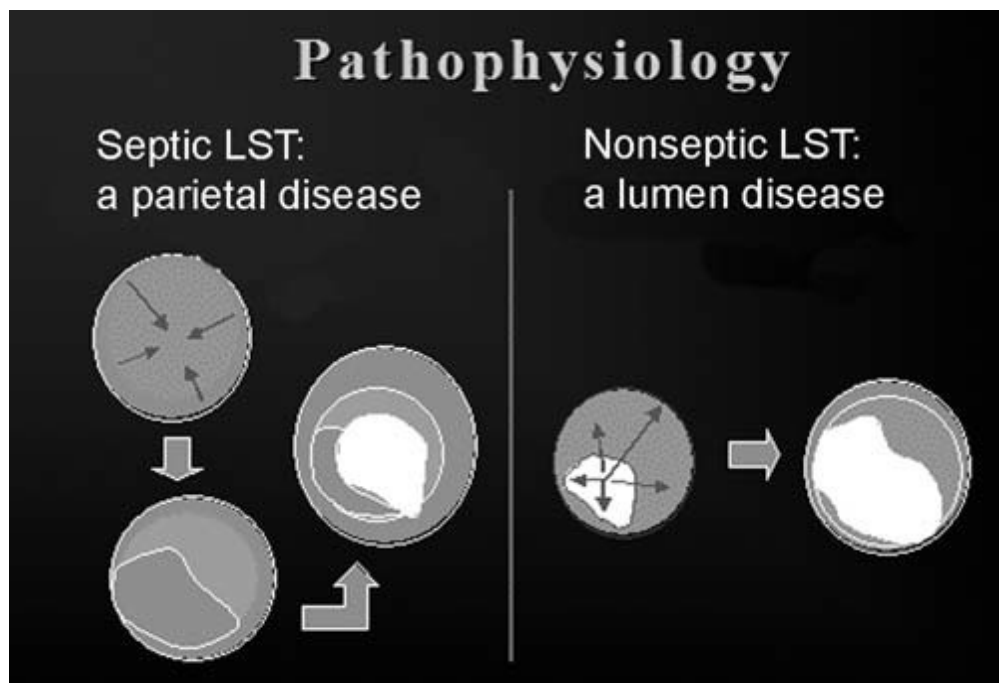 Pathophysiology
Septic LST:
a parietal disease
Nonseptic LST:
a lumen disease